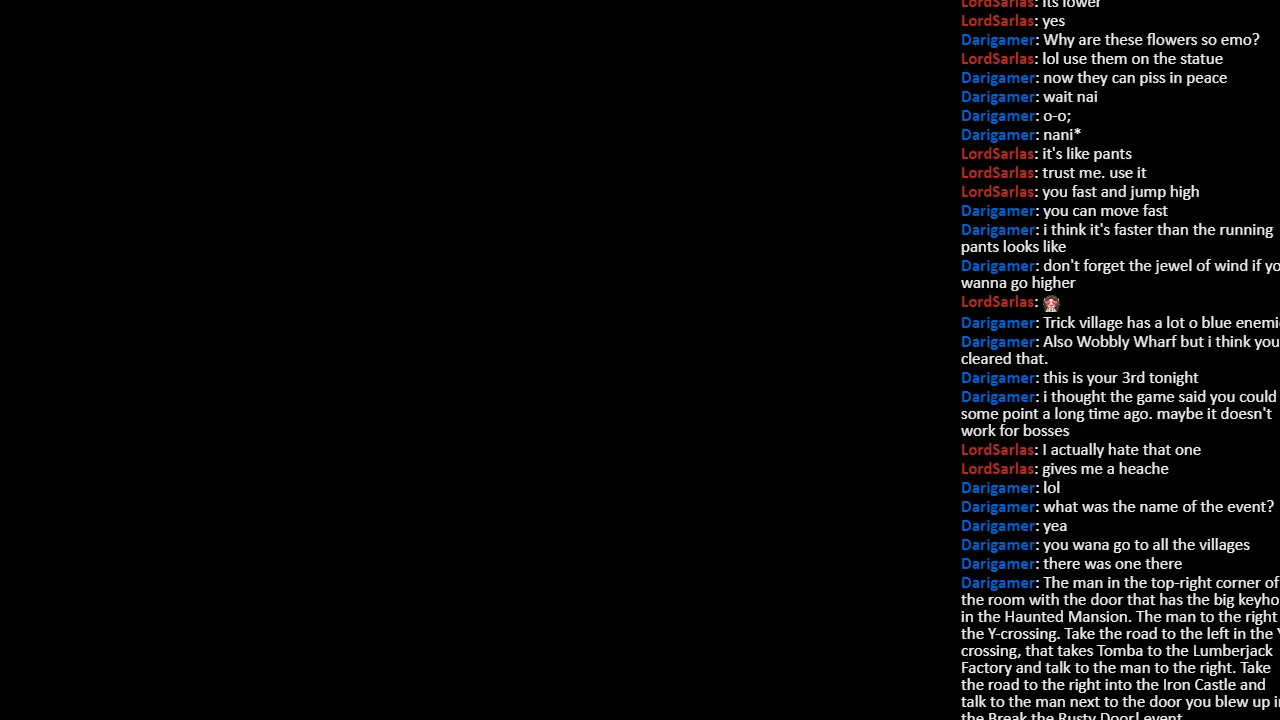 LordSarlas: its lower
LordSarlas: yes
Darigamer: Why are these flowers so emo?
LordSarlas: lol use them on the statue
Darigamer: now they can piss in peace
Darigamer: wait nai
Darigamer: o-o;
Darigamer: nani*
LordSarlas: it's like pants
LordSarlas: trust me. use it
LordSarlas: you fast and jump high
Darigamer: you can move fast
Darigamer: i think it's faster than the running
pants looks like
Darigamer: don't forget the jewel of wind if yo
wanna go higher
LordSarlas:
Darigamer: Trick village has a lot o blue enemi
Darigamer: Also Wobbly Wharf but i think you
cleared that.
Darigamer: this is your 3rd tonight
Darigamer: i thought the game said you could
some point a long time ago. maybe it doesn't
work for bosses
LordSarlas: I actually hate that one
LordSarlas: gives me a heache
Darigamer: lol
Darigamer: what was the name of the event?
Darigamer: yea
Darigamer: you wana go to all the villages
Darigamer: there was one there
Darigamer: The man in the top-right corner of
the room with the door that has the big keyho
in the Haunted Mansion. The man to the right
the Y-crossing. Take the road to the left in the Y
crossing, that takes Tomba to the Lumberjack
Factory and talk to the man to the right. Take
the road to the right into the Iron Castle and
talk to the man next to the door you blew up i
the Break the Rusty Door! event